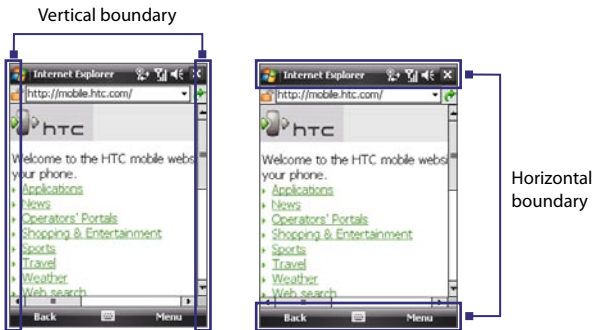 Vertical boundary
Internet Explorer
http://mobile.htc.com/
hTC
Welcome to the HTC mobile webs
your phone.
Applications
News
Operators' Portals
Shopping & Entertainment
Sports
Travel
Weather
Web search
Back Menu
Internet Explorer
http://mobile.htc.com/
hTC
Welcome to the HTC mobile webs
your phone.
Applications
News
Operators' Portals
Shopping & Entertainment
Sports
Travel
Weather
Web search
Back Menu
Horizontal
boundary